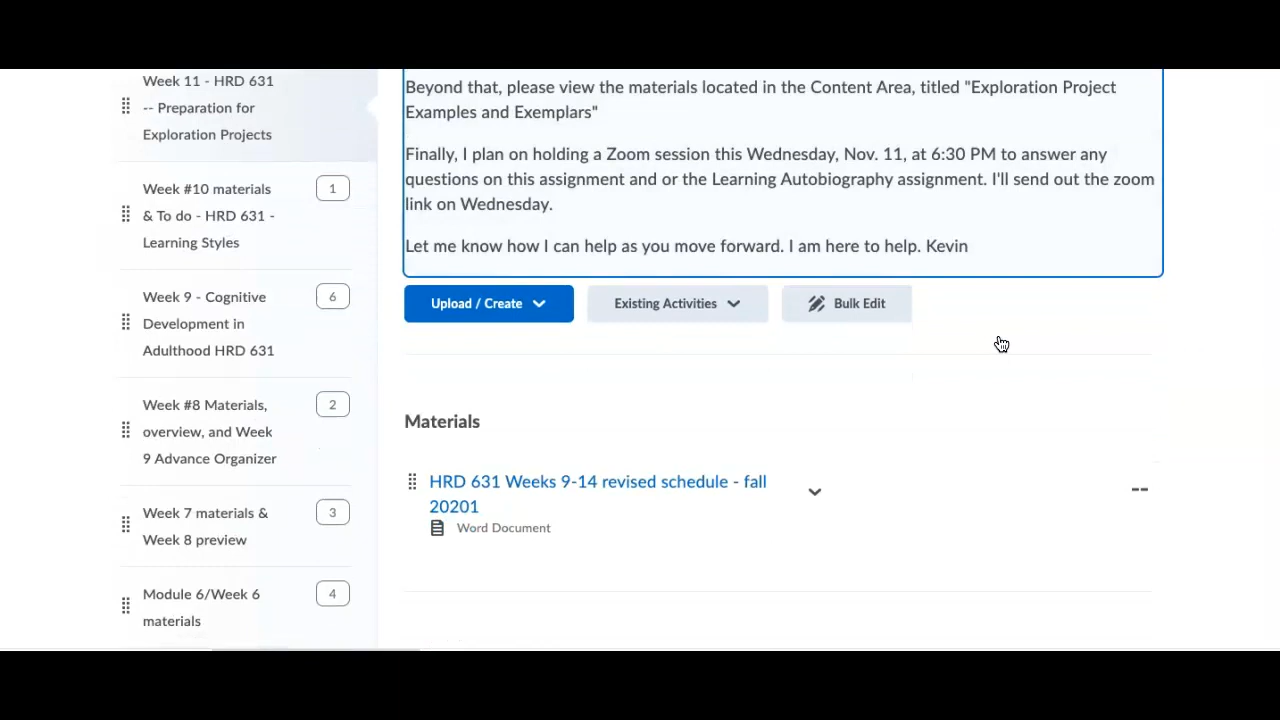 Week 11 - HRD 631
-- Preparation for
Exploration Projects
Week #10 materials
& To do - HRD 631 -
Learning Styles
1
Week 9 - Cognitive
Development in
Adulthood HRD 631
6
Week #8 Materials,
overview, and Week
9 Advance Organizer
2
Week 7 materials &
Week 8 preview
3
Module 6/Week 6
materials
4
Beyond that, please view the materials located in the Content Area, titled "Exploration Project
Examples and Exemplars"
Finally, I plan on holding a Zoom session this Wednesday, Nov. 11, at 6:30 PM to answer any
questions on this assignment and or the Learning Autobiography assignment. I'll send out the zoom
link on Wednesday.
Let me know how I can help as you move forward. I am here to help. Kevin
Upload / Create
Existing Activities
Bulk Edit
Materials
HRD 631 Weeks 9-14 revised schedule - fall
20201
Word Document
--